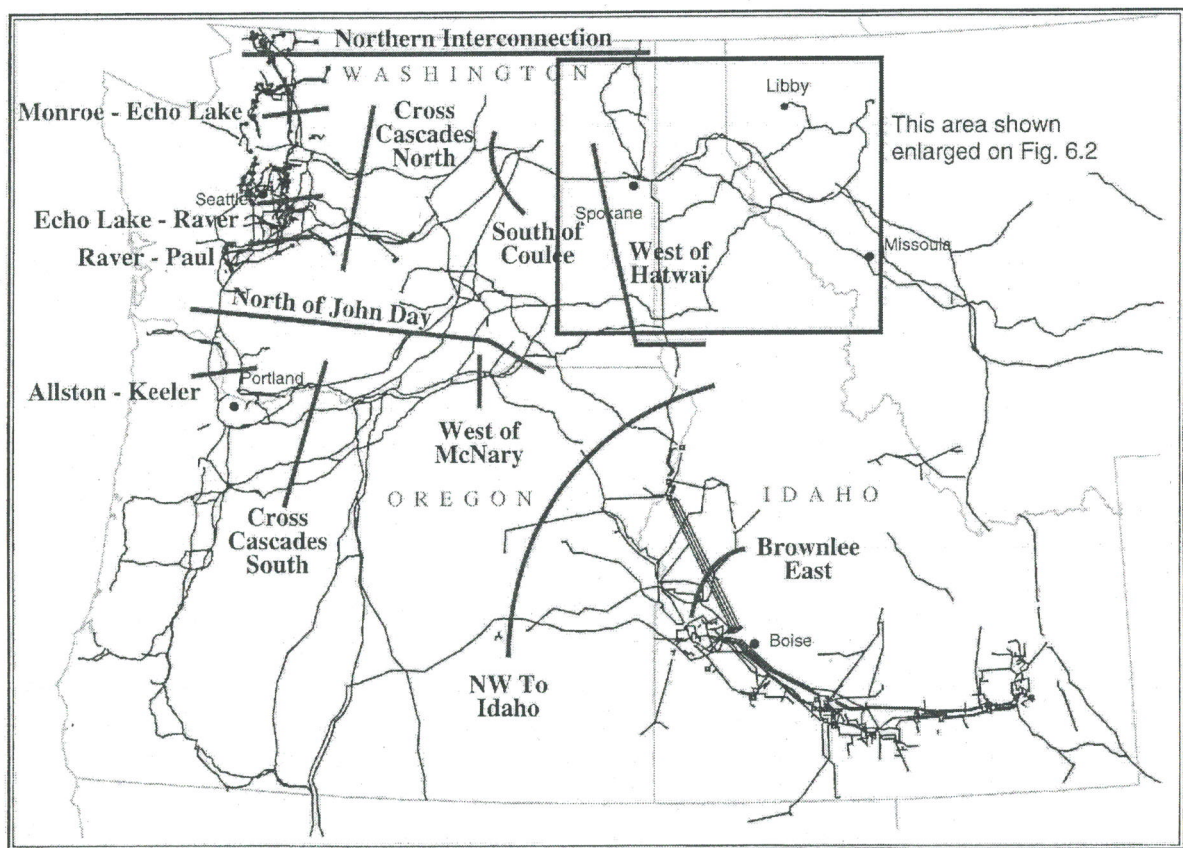 Northern Interconnection
WASHINGTON
Libby
Monroe - Echo Lake
Cross
Cascades
North
This area shown
enlarged on Fig. 6.2
Seattle
Spokane
Echo Lake - Raver
South of
Coulee
West of
Hatwai
Missoula
Raver - Paul
North of John Day
Portland
Allston - Keeler
West of
McNary
OREGON
IDAHO
Cross
Cascades
South
Brownlee
East
Boise
NW To
Idaho